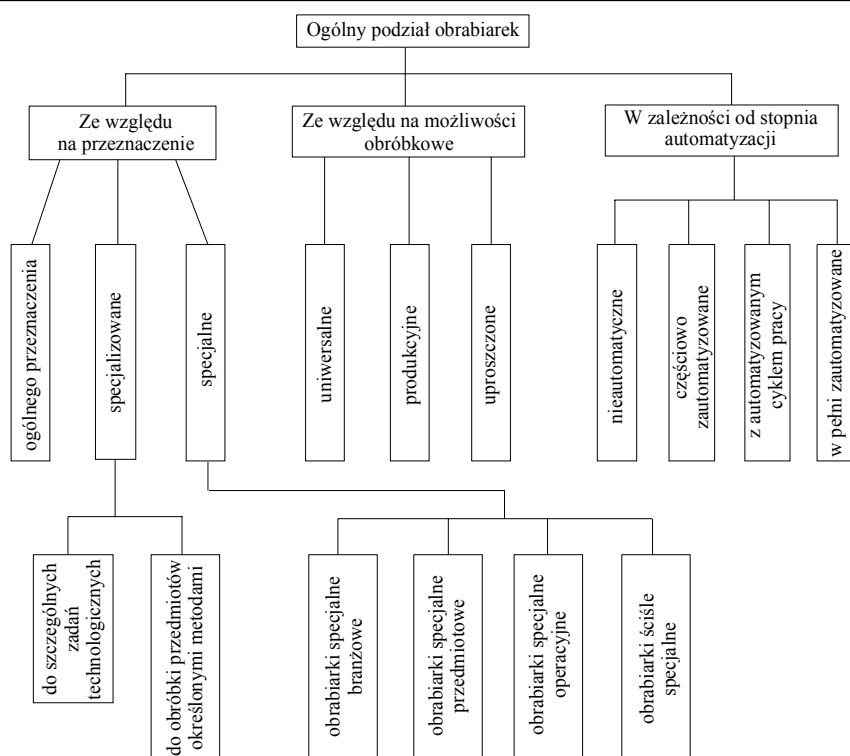 Ogólny podział obrabiarek
Ze względu
na przeznaczenie
Ze względu na możliwości
obróbkowe
W zależności od stopnia
automatyzacji
ogólnego przeznaczenia
specjalizowane
specjalne
uniwersalne
produkcyjne
uproszczone
nieautomatyczne
częściowo
zautomatyzowane
z automatyzowanym
cyklem pracy
w pełni zautomatyzowane
do szczególnych
zadań
technologicznych
do obróbki przedmiotów
określonymi metodami
obrabiarki specjalne
branżowe
obrabiarki specjalne
przedmiotowe
obrabiarki specjalne
operacyjne
obrabiarki ściśle
specjalne